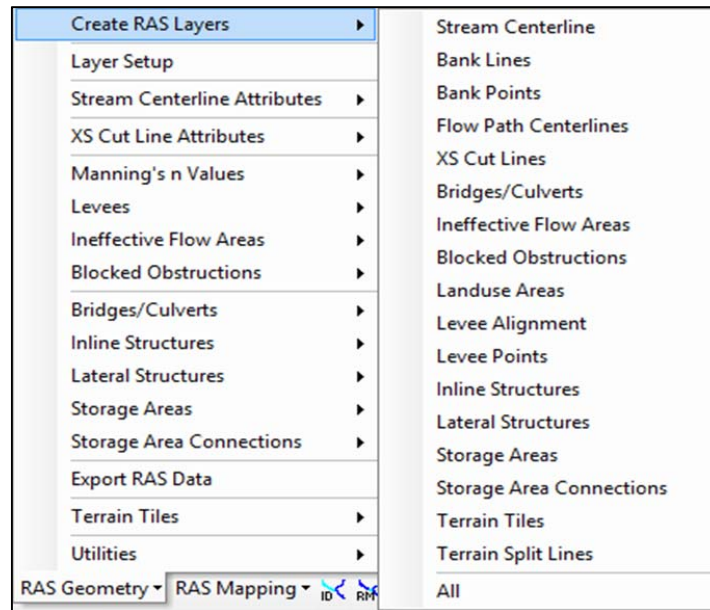 Create RAS Layers
Layer Setup
Stream Centerline Attributes
XS Cut Line Attributes
Manning's n Values
Levees
Ineffective Flow Areas
Blocked Obstructions
Bridges/Culverts
Inline Structures
Lateral Structures
Storage Areas
Storage Area Connections
Export RAS Data
Terrain Tiles
Utilities
RAS Geometry RAS Mapping ID RM
Stream Centerline
Bank Lines
Bank Points
Flow Path Centerlines
XS Cut Lines
Bridges/Culverts
Ineffective Flow Areas
Blocked Obstructions
Landuse Areas
Levee Alignment
Levee Points
Inline Structures
Lateral Structures
Storage Areas
Storage Area Connections
Terrain Tiles
Terrain Split Lines
All